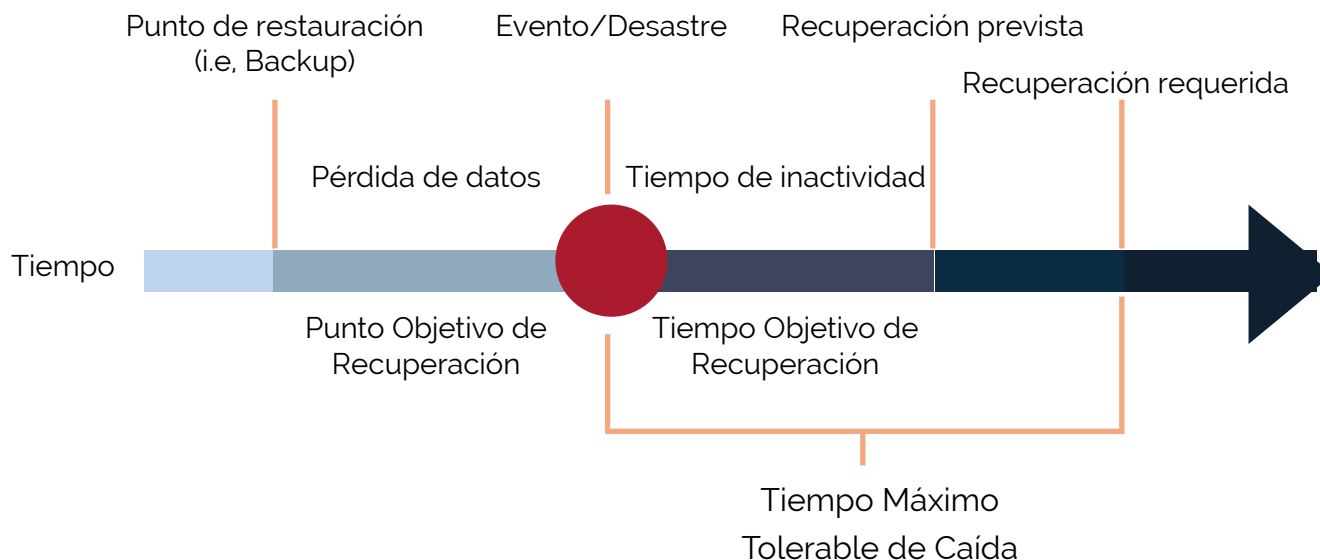 Punto de restauración
(i.e, Backup)
Evento/Desastre
Recuperación prevista
Recuperación requerida
Pérdida de datos
Tiempo de inactividad
Tiempo
Punto Objetivo de
Recuperación
Tiempo Objetivo de
Recuperación
Tiempo Máximo
Tolerable de Caída